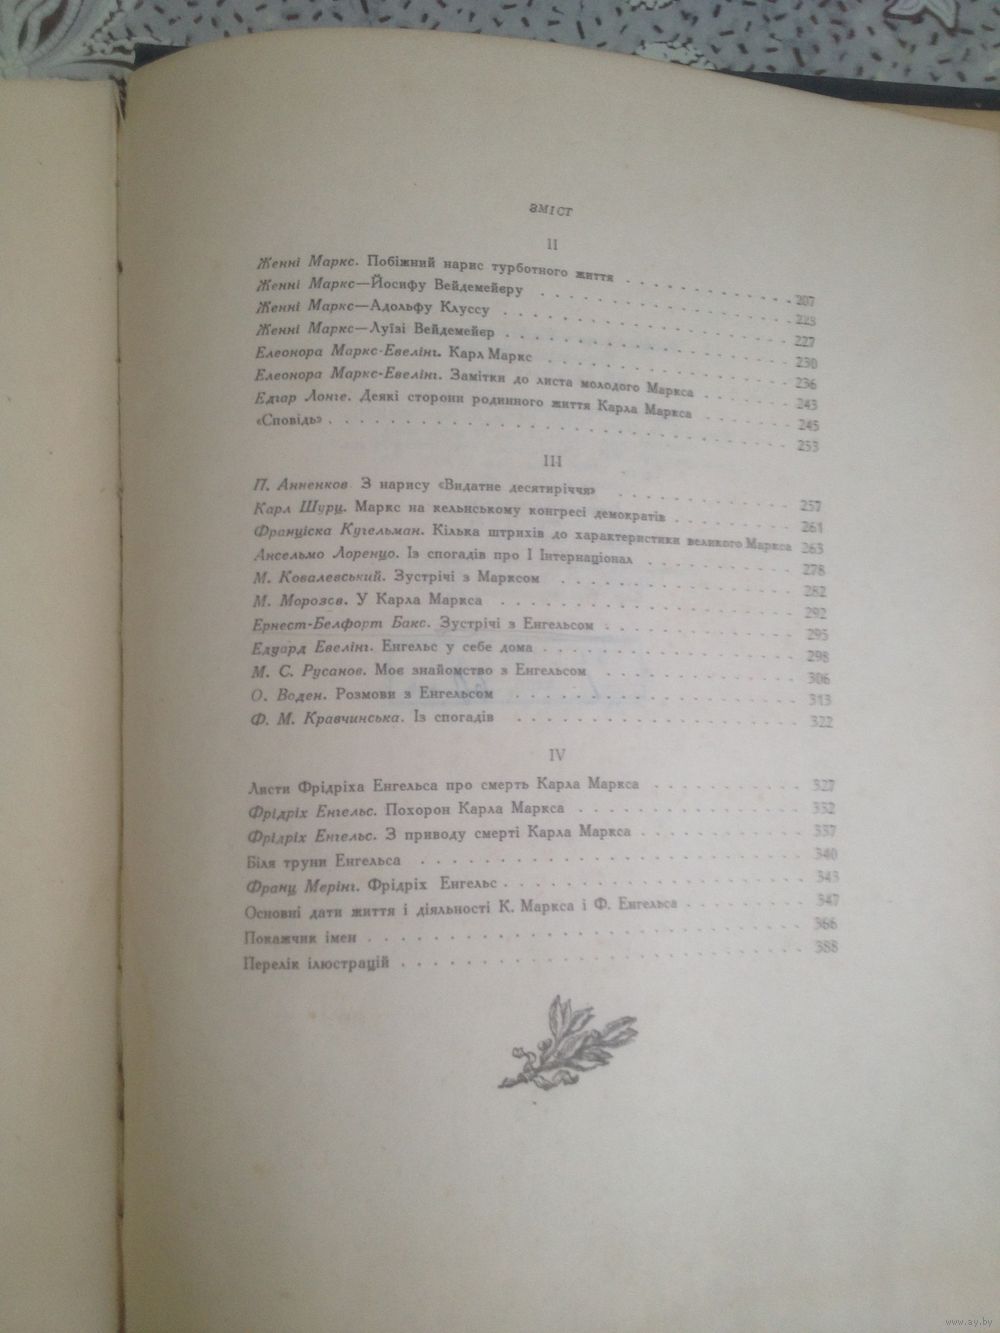 ЗМІСТ
II
Женні Маркс. Побіжний нарис турботного життя . . . . . . . . . . 207
Женні Маркс—Йосифу Вейдемейєру . . . . . . . . . . 223
Женні Маркс—Адольфу Клуссу . . . . . . . . . . 227
Женні Маркс—Луїзі Вейдемейєр . . . . . . . . . . 230
Елеонора Маркс-Евелінг. Карл Маркс . . . . . . . . . . 236
Елеонора Маркс-Евелінг. Замітки до листа молодого Маркса . . . . . . 243
Едгар Лонге. Деякі сторони родинного життя Карла Маркса . . . . . . 245
«Сповідь» . . . . . . . . . . 253
III
П. Анненков. З нарису «Видатне десятиріччя» . . . . . . . . . . 257
Карл Шурц. Маркс на кельнському конгресі демократів . . . . . . 261
Франціска Кугельман. Кілька штрихів до характеристики великого Маркса 263
Ансельмо Лоренцо. Із спогадів про І Інтернаціонал . . . . . . . . 278
М. Ковалевський. Зустрічі з Марксом . . . . . . . . . . 282
М. Морозов. У Карла Маркса . . . . . . . . . . 292
Ернест-Белфорт Бакс. Зустрічі з Енгельсом . . . . . . . . . . 295
Едуард Евелінг. Енгельс у себе дома . . . . . . . . . . 298
М. С. Русанов. Моє знайомство з Енгельсом . . . . . . . . . . 306
О. Воден. Розмови з Енгельсом . . . . . . . . . . 313
Ф. М. Кравчинська. Із спогадів . . . . . . . . . . 322
IV
Листи Фрідріха Енгельса про смерть Карла Маркса . . . . . . . . 327
Фрідріх Енгельс. Похорон Карла Маркса . . . . . . . . . . 332
Фрідріх Енгельс. З приводу смерті Карла Маркса . . . . . . . . 337
Біля труни Енгельса . . . . . . . . . . 340
Франц Мерінг. Фрідріх Енгельс . . . . . . . . . . 343
Основні дати життя і діяльності К. Маркса і Ф. Енгельса . . . . . . 347
Покажчик імен . . . . . . . . . . 366
Перелік ілюстрацій . . . . . . . . . . 388
www.ay.by